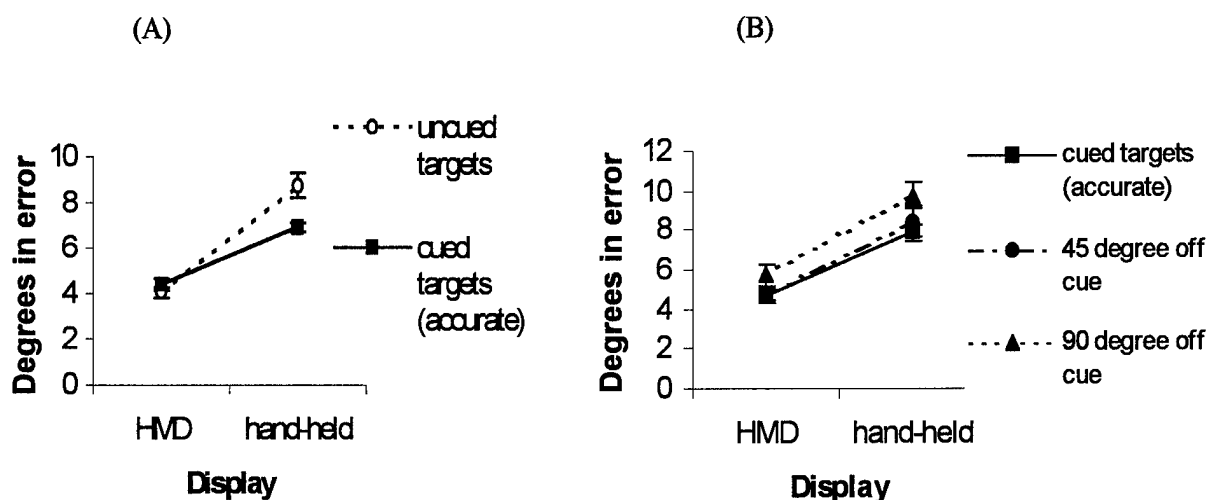 (A)
(B)
Degrees in error
10
8
6
4
2
0
HMD hand-held
Display
uncued
targets
cued
targets
(accurate)
Degrees in error
12
10
8
6
4
2
0
HMD hand-held
Display
cued targets
(accurate)
45 degree off
cue
90 degree off
cue